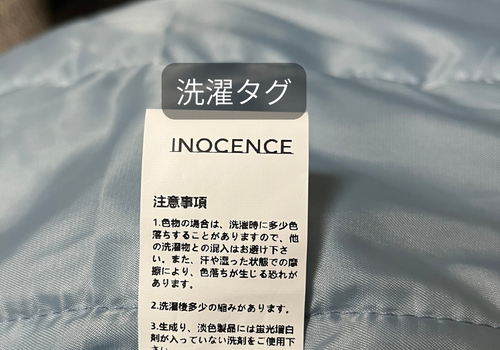 洗濯タグ
INOCENCE
注意事項
1.色物の場合は、洗濯時に多少色
落ちすることがありますので、他
の洗濯物との混入はお避け下さ
い。また、汗や湿った状態での摩
擦により、色落ちが生じる恐れが
あります。
2.洗濯後多少の縮みがあります。
3.生成り、淡色製品には蛍光増白
剤が入っていない洗剤をご使用下
さい